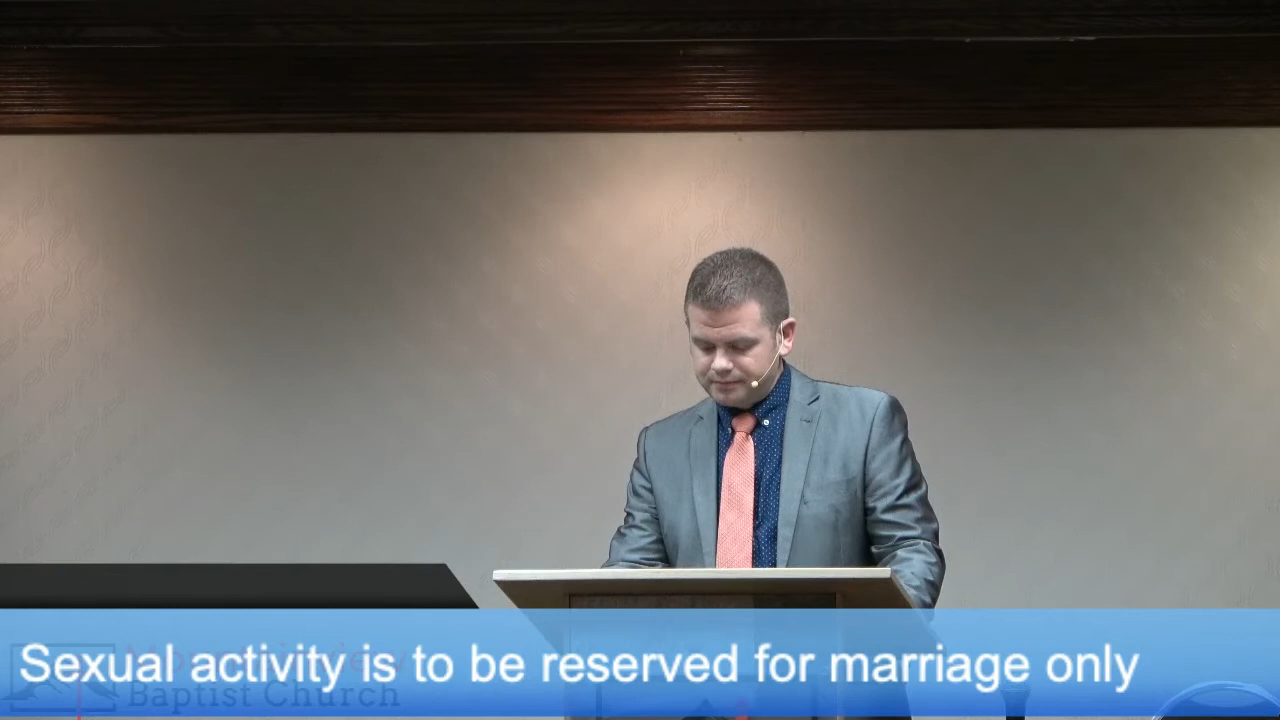 Sexual activity is to be reserved for marriage only
Baptist Church